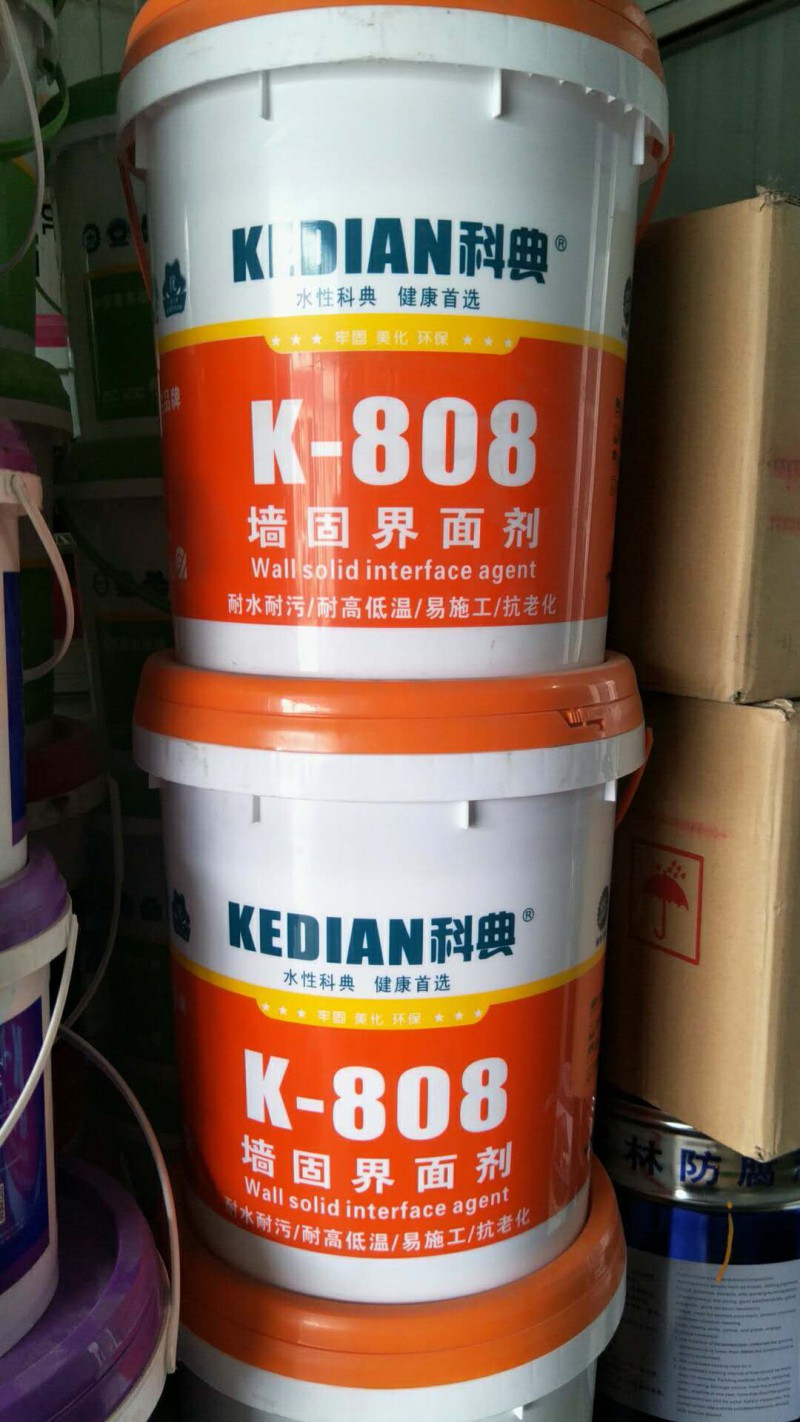 KEDIAN科典®
水性科典 健康首选
牢固 美化 环保
品牌
K-808
墙固界面剂
Wall solid interface agent
耐水耐污/耐高低温/易施工/抗老化
KEDIAN科典®
水性科典 健康首选
牢固 美化 环保
K-808
墙固界面剂
Wall solid interface agent
耐水耐污/耐高低温/易施工/抗老化
林防腐